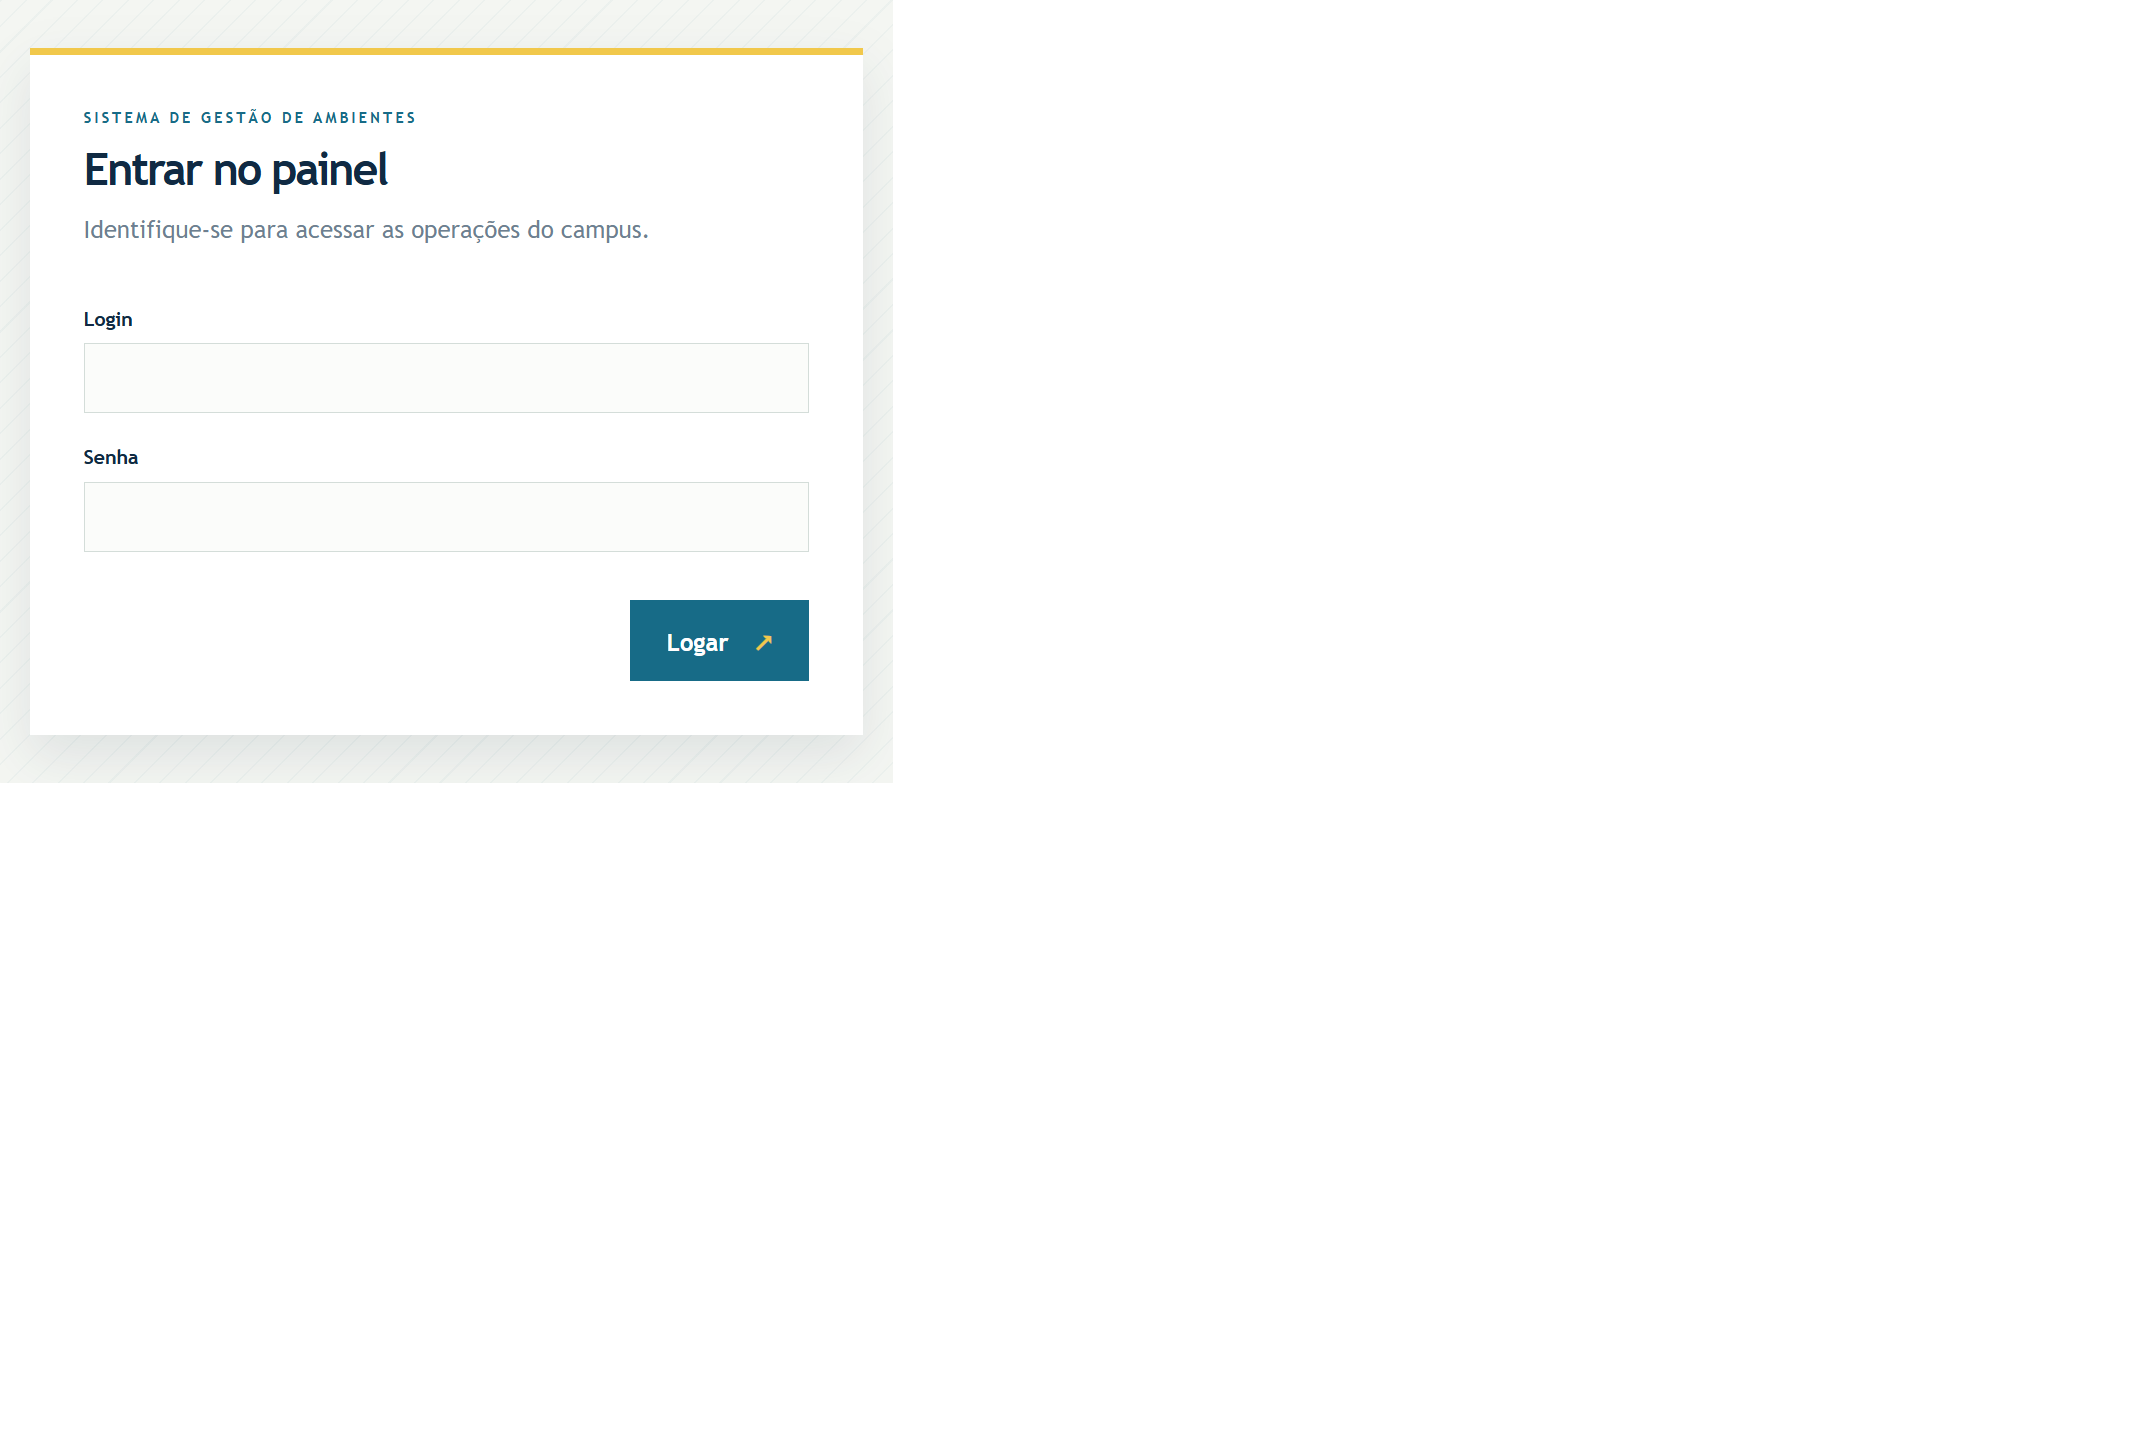 SISTEMA DE GESTÃO DE AMBIENTES
Entrar no painel
Identifique-se para acessar as operações do campus.
Login
Senha
Logar ↗